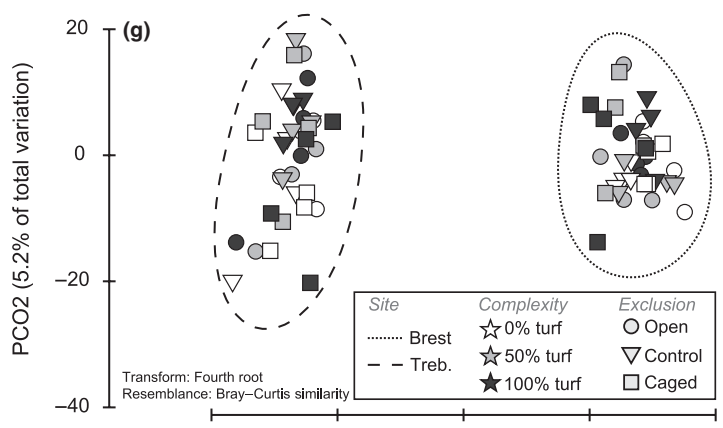 20
(g)
0
−20
−40
PCO2 (5.2% of total variation)
Site Complexity Exclusion
Brest 0% turf Open
Treb. 50% turf Control
100% turf Caged
Transform: Fourth root
Resemblance: Bray–Curtis similarity